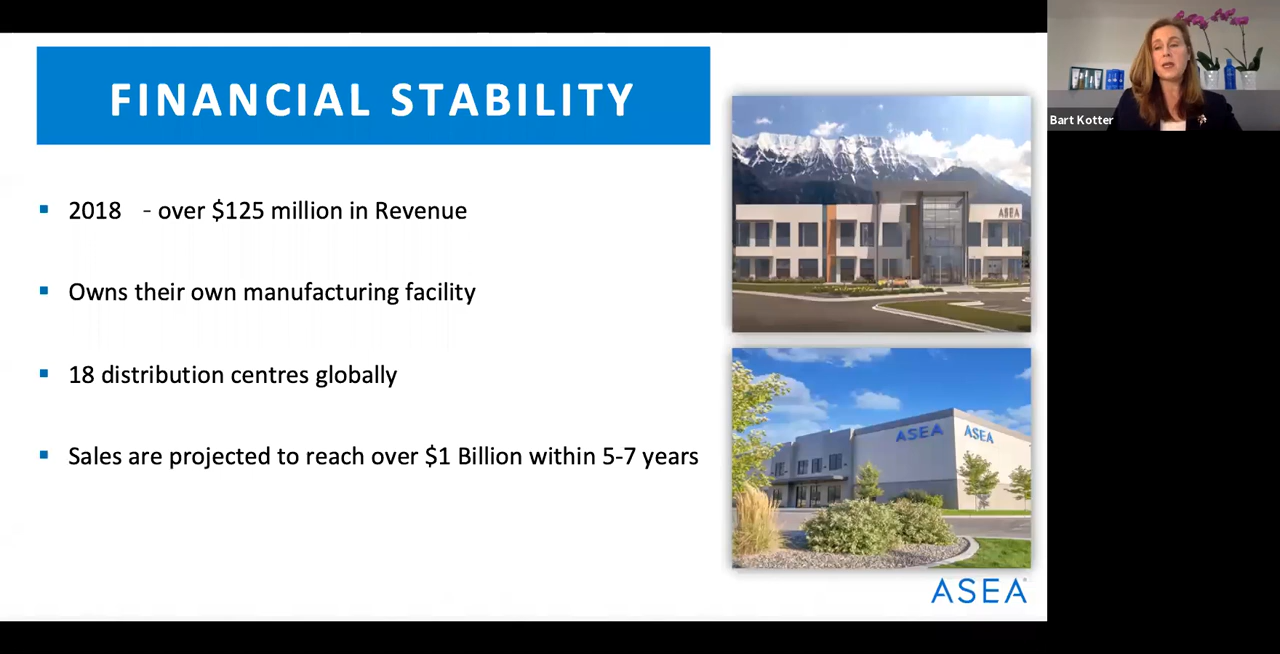 FINANCIAL STABILITY
2018 - over $125 million in Revenue
Owns their own manufacturing facility
18 distribution centres globally
Sales are projected to reach over $1 Billion within 5-7 years
ASEA
ASEA
ASEA
ASEA
Bart Kotter